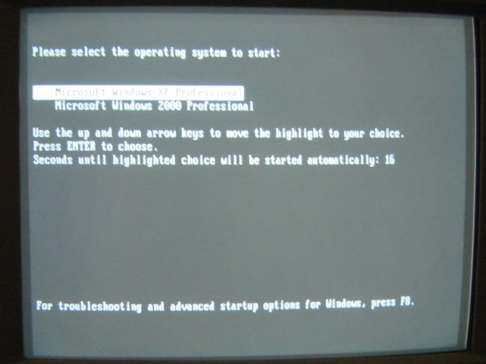 Please select the operating system to start:
Microsoft Windows XP Professional
Microsoft Windows 2000 Professional
Use the up and down arrow keys to move the highlight to your choice.
Press ENTER to choose.
Seconds until highlighted choice will be started automatically: 16
For troubleshooting and advanced startup options for Windows, press F8.